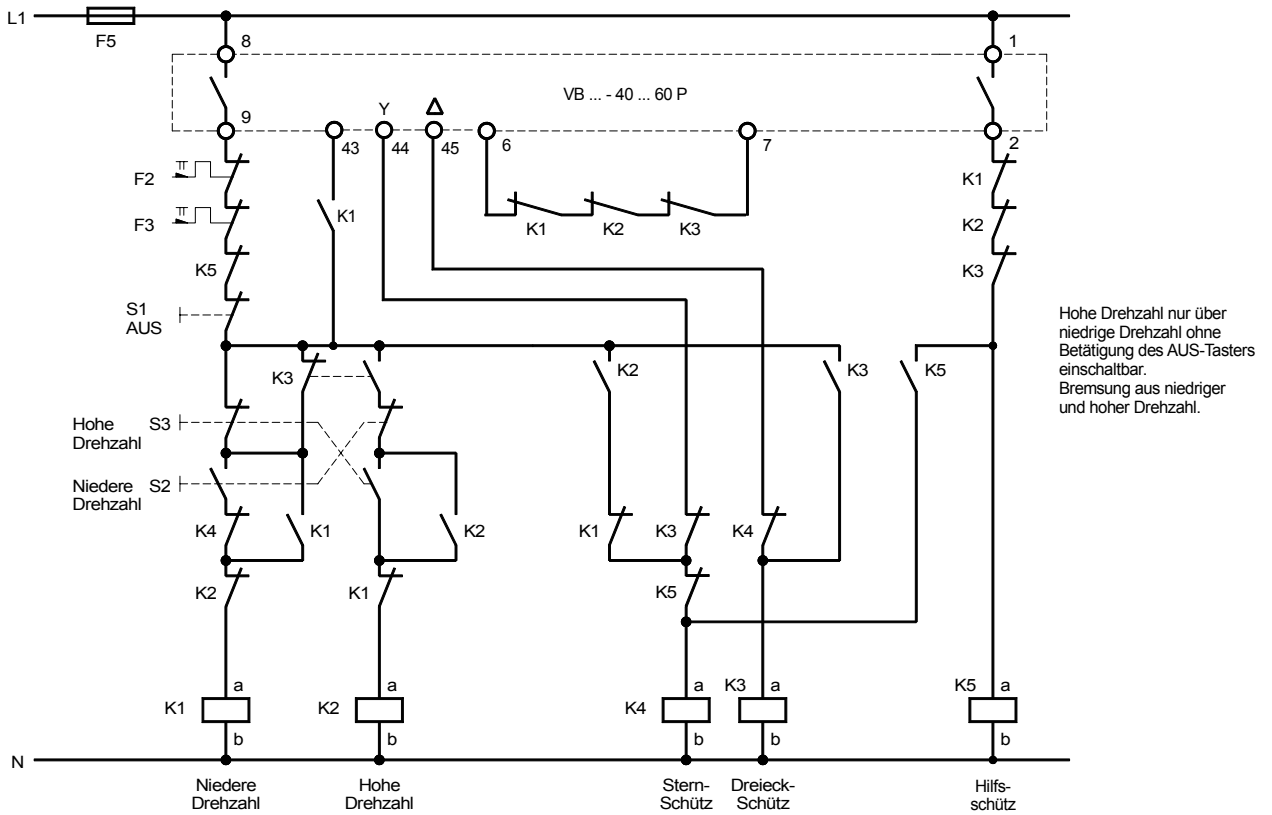 L1
F5
8
1
VB ... - 40 ... 60 P
9
43
Y
44
Δ
45
6
7
2
F2
F3
K5
S1
AUS
K1
K1
K2
K3
K1
K2
K3
Hohe Drehzahl nur über
niedrige Drehzahl ohne
Betätigung des AUS-Tasters
einschaltbar.
Bremsung aus niedriger
und hoher Drehzahl.
K3
K2
K3
K5
Hohe
Drehzahl
S3
Niedere
Drehzahl
S2
K4
K1
K2
K1
K3
K4
K2
K1
K5
K1
a
b
K2
a
b
K4
a
b
K3
a
b
K5
a
b
N
Niedere
Drehzahl
Hohe
Drehzahl
Stern-
Schütz
Dreieck-
Schütz
Hilfs-
schütz